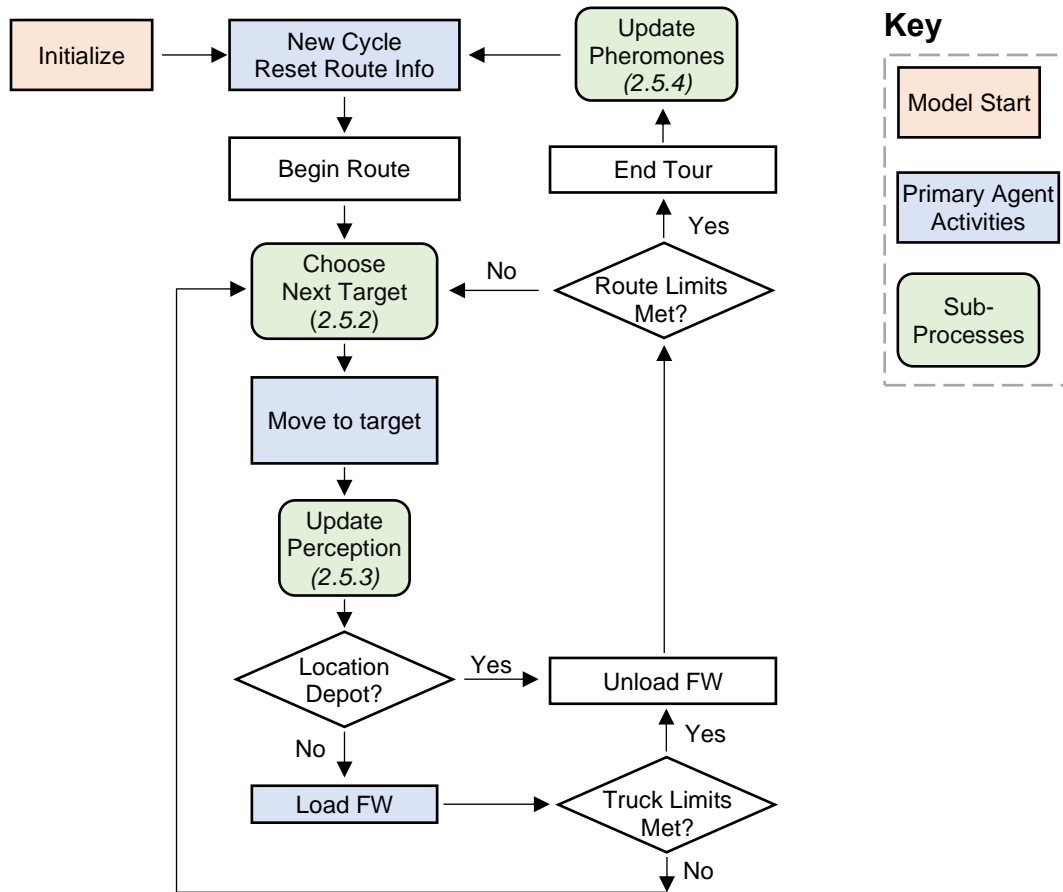 Initialize
New Cycle
Reset Route Info
Update
Pheromones
(2.5.4)
Key
Model Start
Begin Route
End Tour
Primary Agent
Activities
Yes
Choose
Next Target
(2.5.2)
No
Route Limits
Met?
Sub-
Processes
Move to target
Update
Perception
(2.5.3)
Location
Depot?
Yes
Unload FW
No
Yes
Load FW
Truck Limits
Met?
No